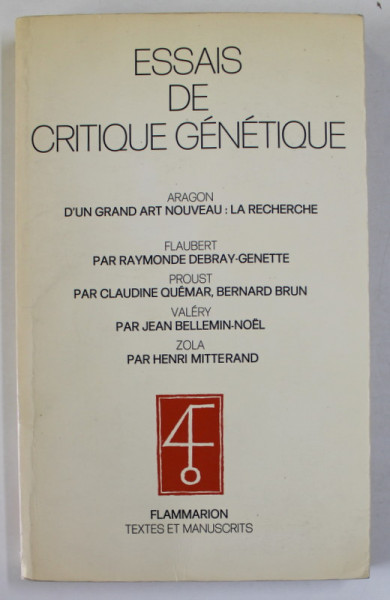 ESSAIS
DE
CRITIQUE GÉNÉTIQUE
ARAGON
D'UN GRAND ART NOUVEAU : LA RECHERCHE
FLAUBERT
PAR RAYMONDE DEBRAY-GENETTE
PROUST
PAR CLAUDINE QUÉMAR, BERNARD BRUN
VALÉRY
PAR JEAN BELLEMIN-NOËL
ZOLA
PAR HENRI MITTERAND
FLAMMARION
TEXTES ET MANUSCRITS